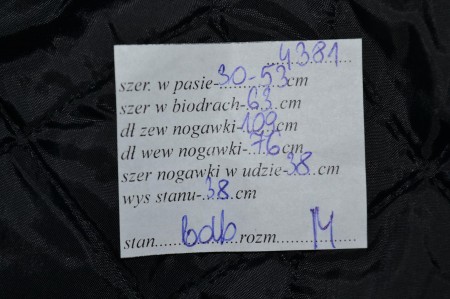 4381
szer. w pasie-30-53cm
szer w biodrach-63.cm
dł zew nogawki-109cm
dł wew nogawki-76cm
szer nogawki w udzie-38 cm
wys stanu-38 cm
stan bdb rozm. M